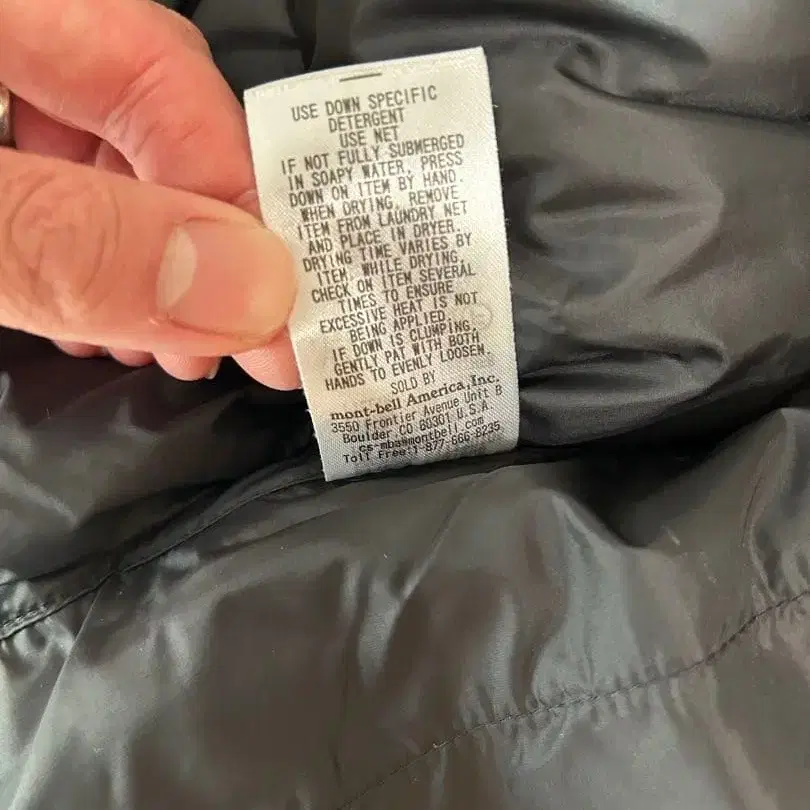 USE DOWN SPECIFIC
DETERGENT
USE NET
IF NOT FULLY SUBMERGED
IN SOAPY WATER, PRESS
DOWN ON ITEM BY HAND.
WHEN DRYING, REMOVE
ITEM FROM LAUNDRY NET
AND PLACE IN DRYER.
DRYING TIME VARIES BY
ITEM. WHILE DRYING,
CHECK ON ITEM SEVERAL
TIMES TO ENSURE
EXCESSIVE HEAT IS NOT
BEING APPLIED.
IF DOWN IS CLUMPING,
GENTLY PAT WITH BOTH
HANDS TO EVENLY LOOSEN.
SOLD BY
mont-bell America, Inc.
3550 Frontier Avenue Unit B
Boulder, CO 80301 U.S.A.
cs-mba@montbell.com
Toll Free:1-877-666-8235